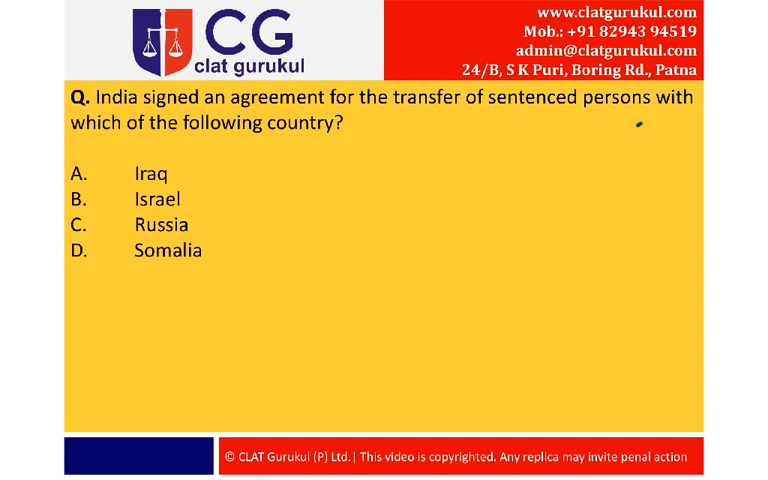 CG
clat gurukul
www.clatgurukul.com
Mob.: +91 82943 94519
admin@clatgurukul.com
24/B, S K Puri, Boring Rd., Patna
Q. India signed an agreement for the transfer of sentenced persons with
which of the following country?
A. Iraq
B. Israel
C. Russia
D. Somalia
© CLAT Gurukul (P) Ltd.| This video is copyrighted. Any replica may invite penal action